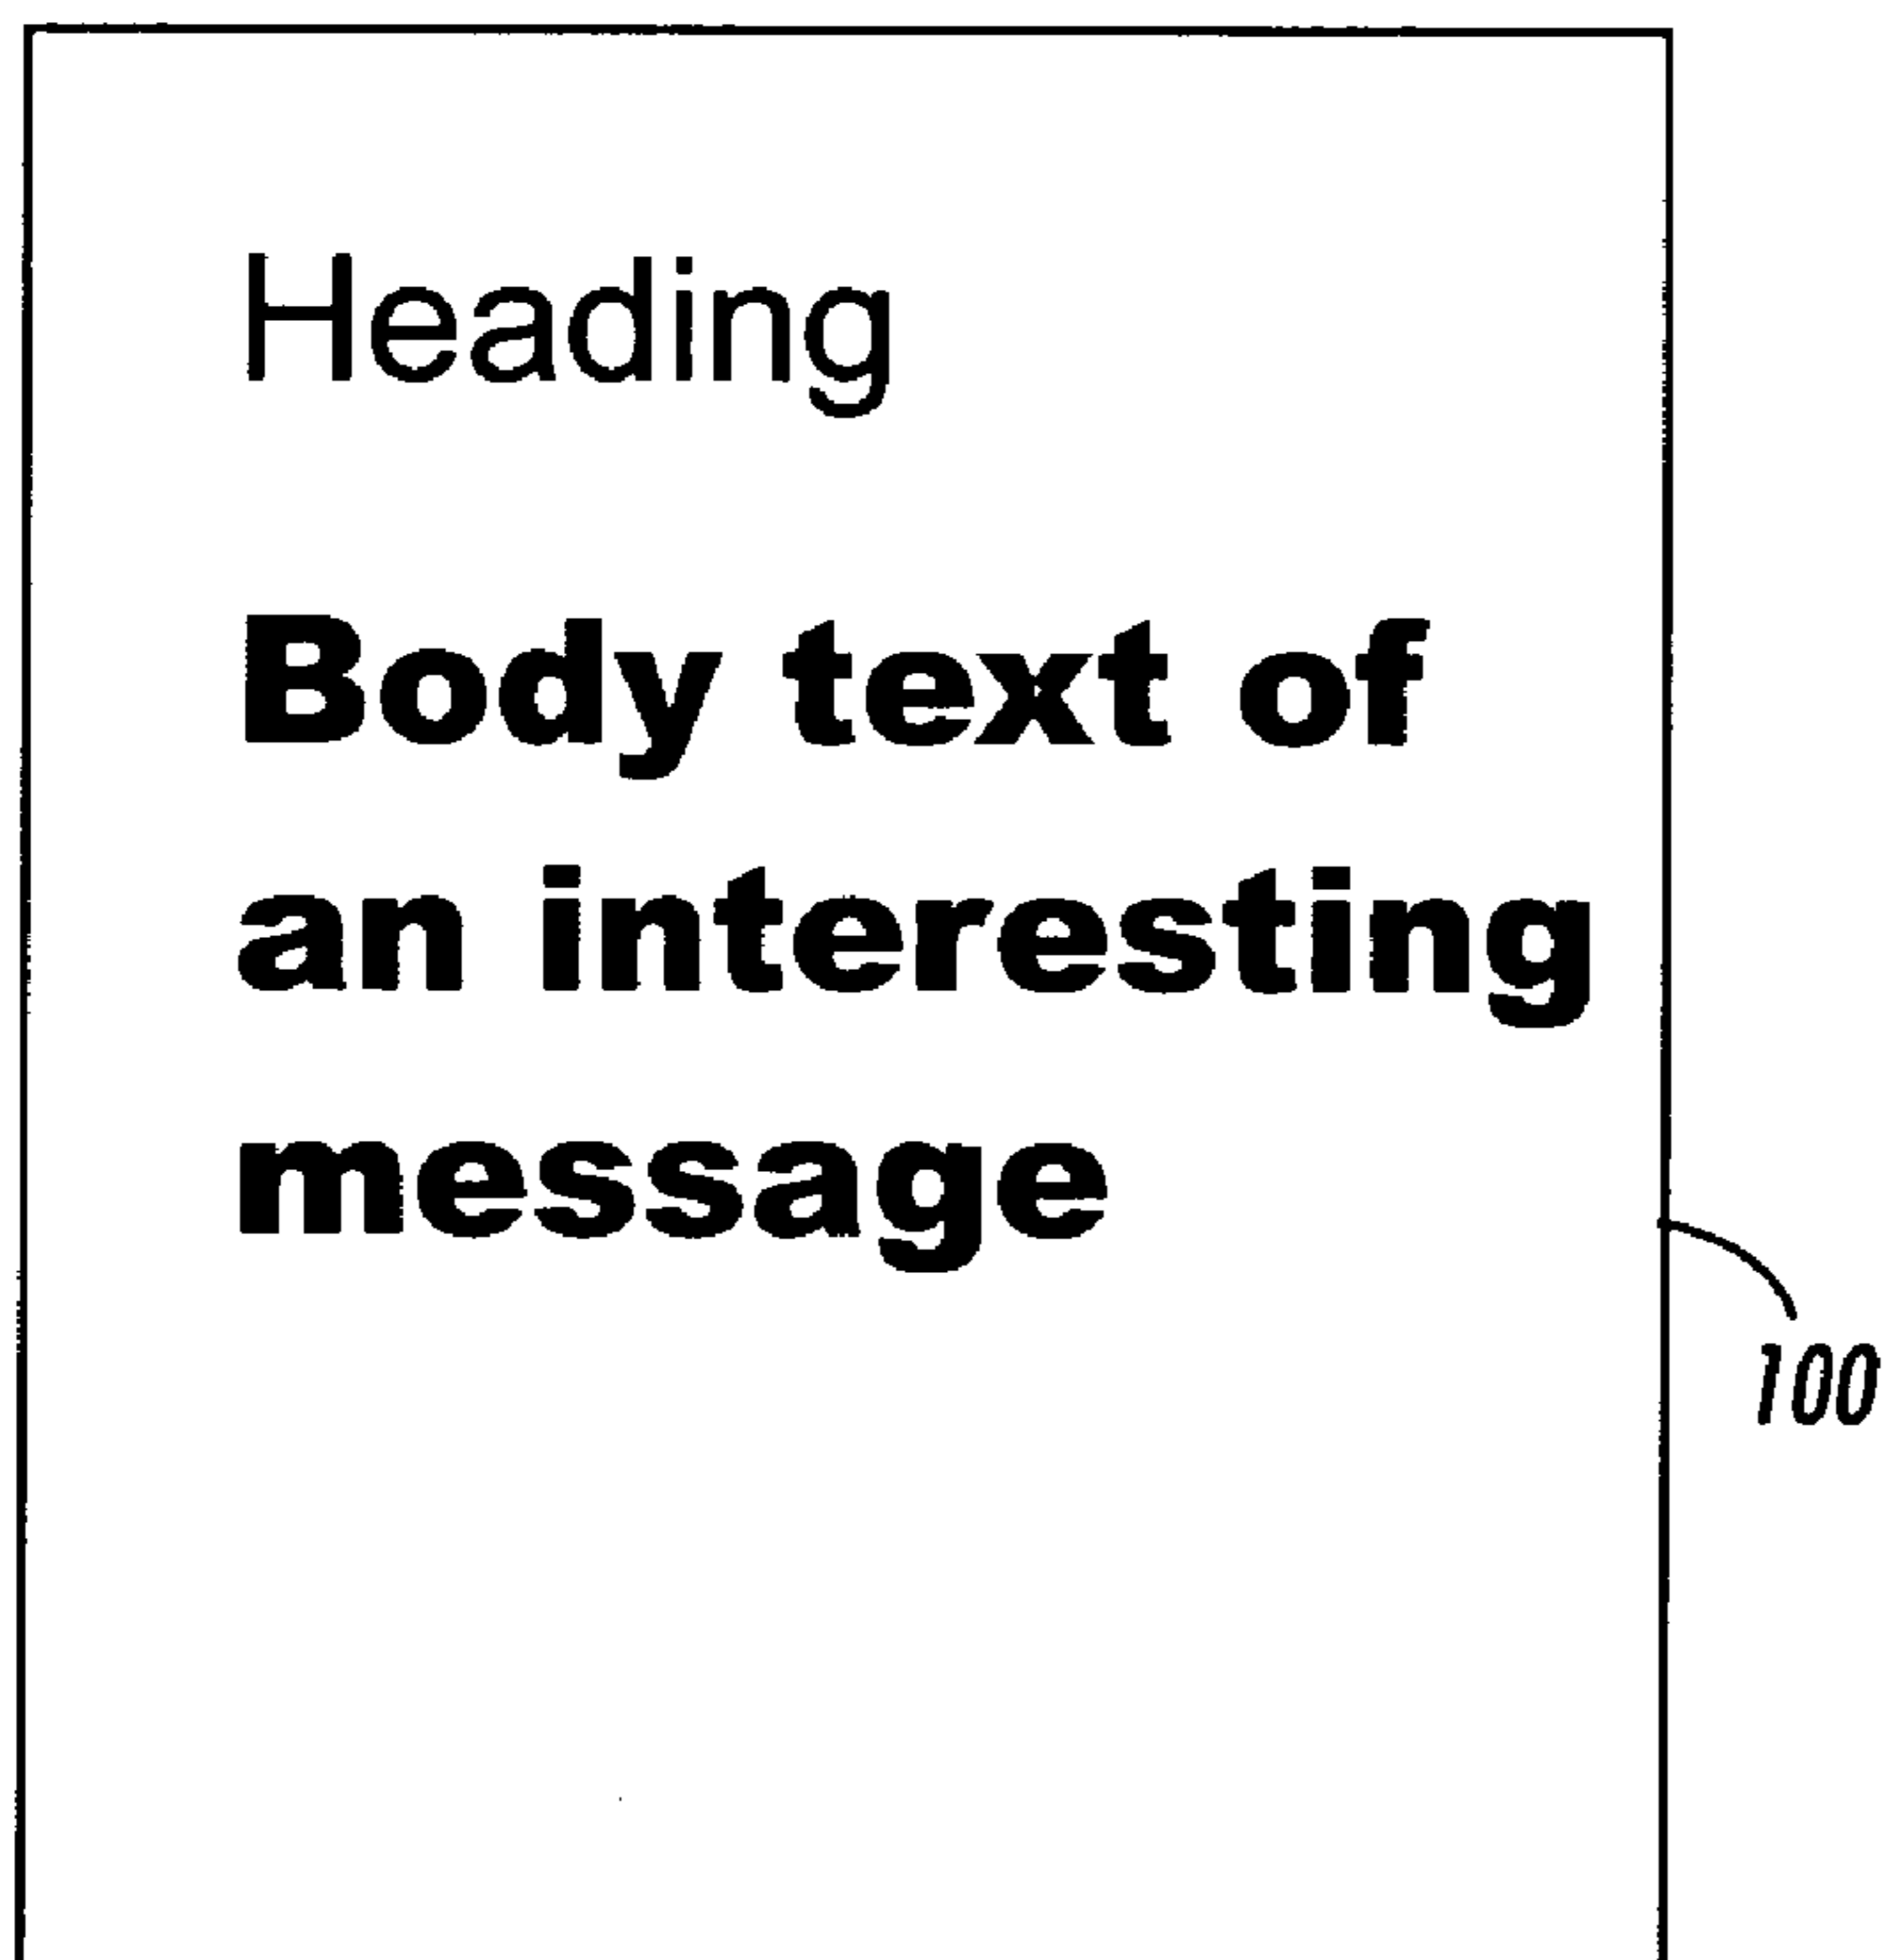 Heading
Body text of
an interesting
message
100